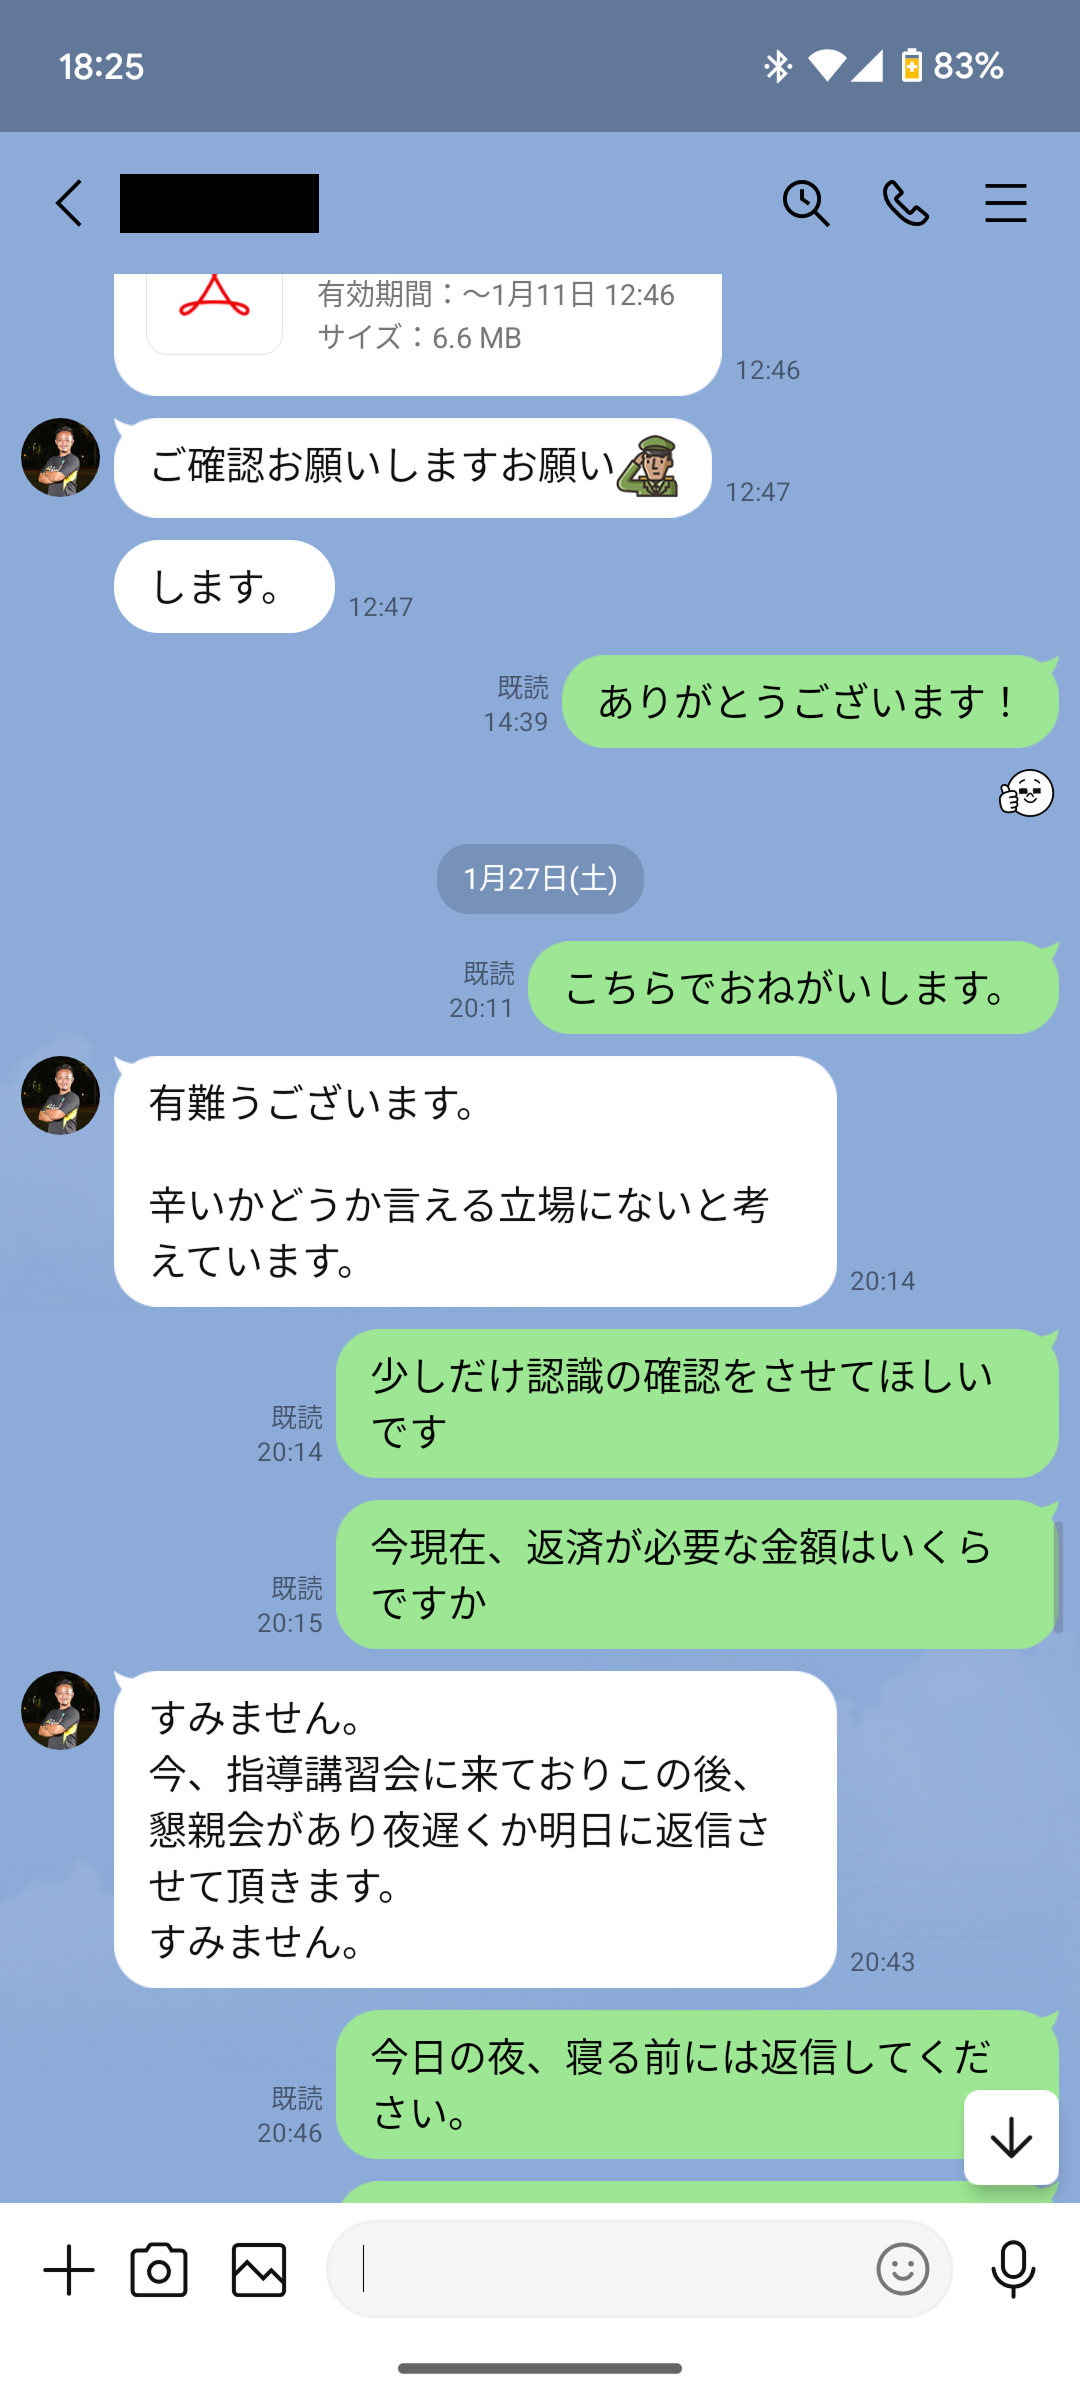 18:25
83%
有効期間：〜1月11日 12:46
サイズ：6.6 MB
12:46
ご確認お願いしますお願い
12:47
します。
12:47
既読
14:39
ありがとうございます！
1月27日(土)
既読
20:11
こちらでおねがいします。
有難うございます。
辛いかどうか言える立場にないと考
えています。
20:14
少しだけ認識の確認をさせてほしい
です
既読
20:14
今現在、返済が必要な金額はいくら
ですか
既読
20:15
すみません。
今、指導講習会に来ておりこの後、
懇親会があり夜遅くか明日に返信さ
せて頂きます。
すみません。
20:43
今日の夜、寝る前には返信してくだ
さい。
既読
20:46